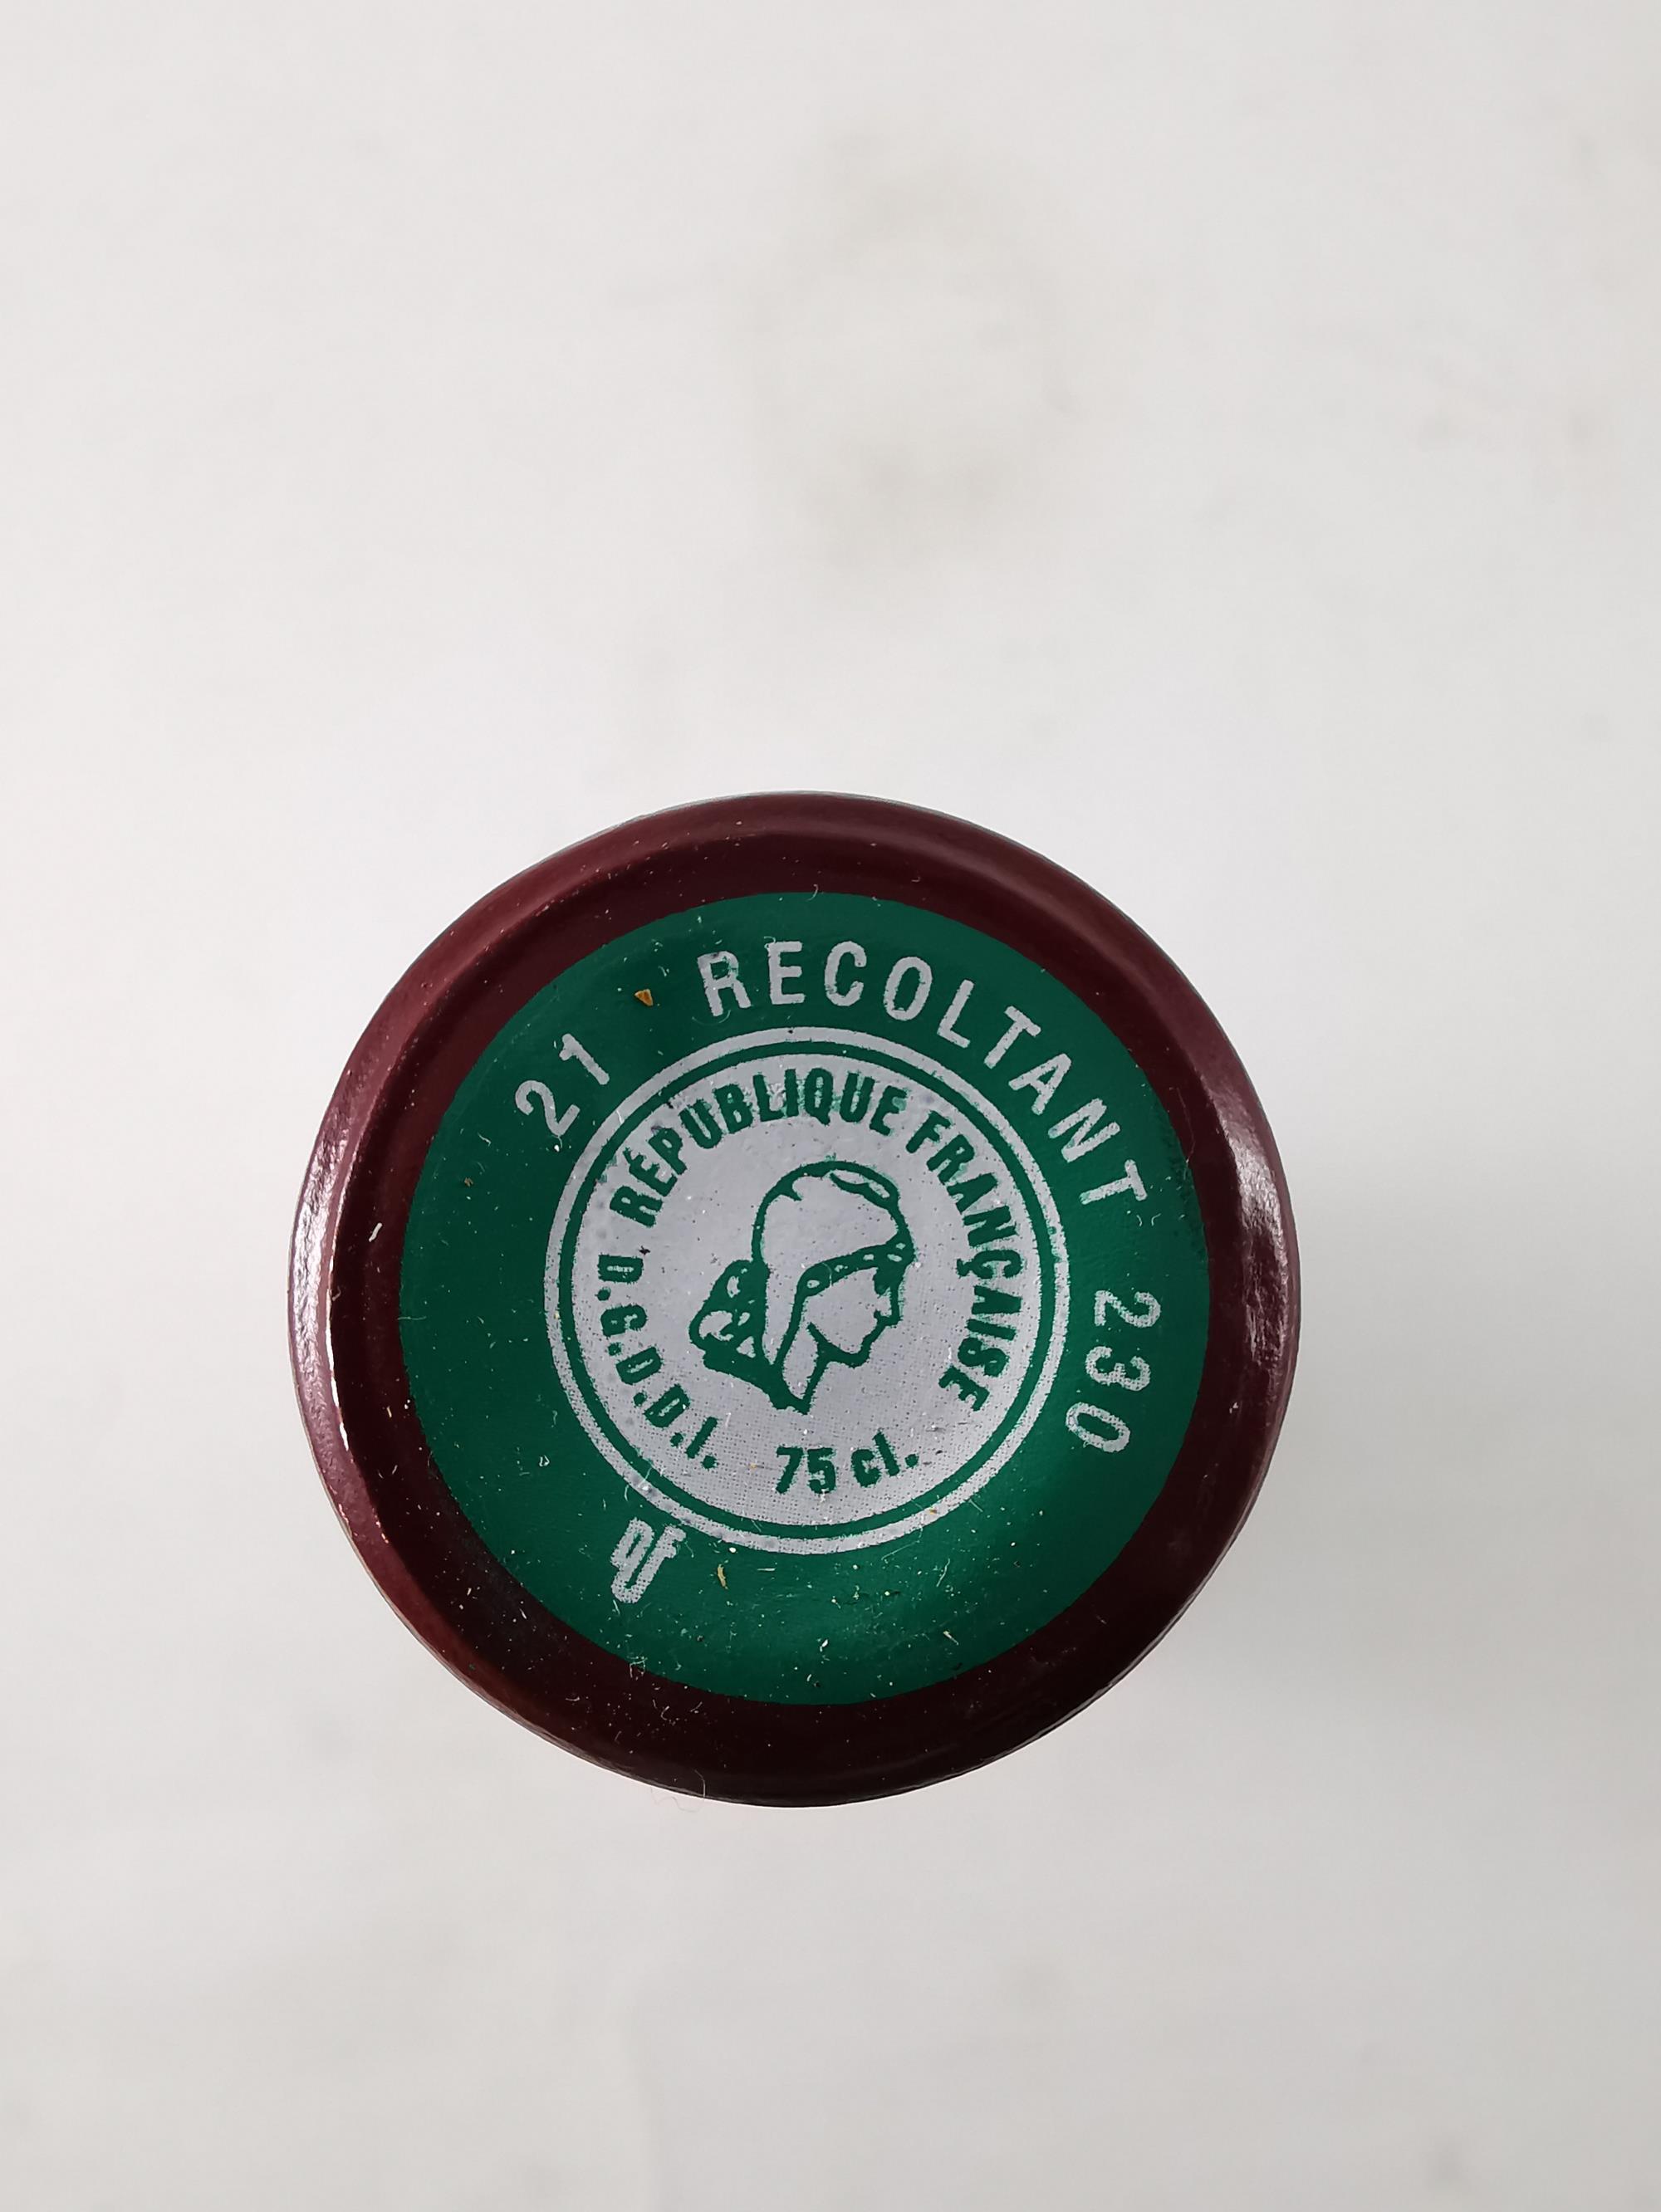 21 RECOLTANT 230
RÉPUBLIQUE FRANÇAISE
D.G.D.D.I.
75 cl.